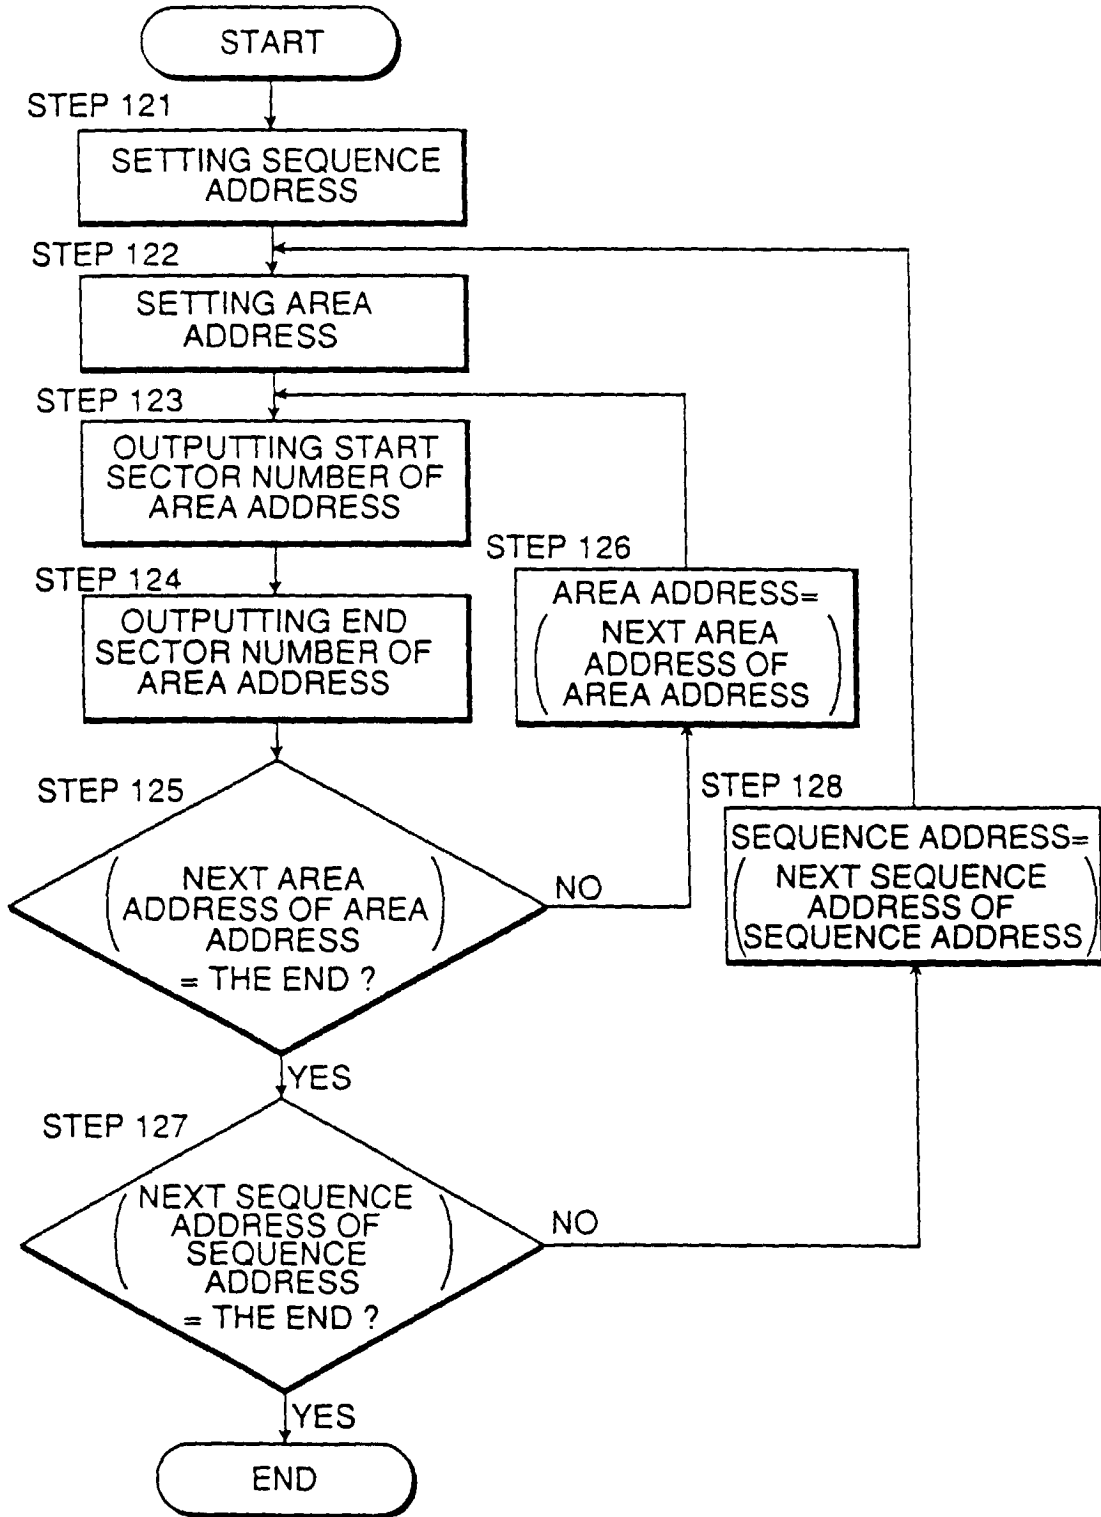 START
STEP 121
SETTING SEQUENCE
ADDRESS
STEP 122
SETTING AREA
ADDRESS
STEP 123
OUTPUTTING START
SECTOR NUMBER OF
AREA ADDRESS
STEP 124
OUTPUTTING END
SECTOR NUMBER OF
AREA ADDRESS
STEP 125
(NEXT AREA
ADDRESS OF AREA
ADDRESS)
= THE END ?
NO
YES
STEP 126
AREA ADDRESS=
(NEXT AREA
ADDRESS OF
AREA ADDRESS)
STEP 127
(NEXT SEQUENCE
ADDRESS OF
SEQUENCE
ADDRESS)
= THE END ?
NO
YES
STEP 128
SEQUENCE ADDRESS=
(NEXT SEQUENCE
ADDRESS OF
SEQUENCE ADDRESS)
END